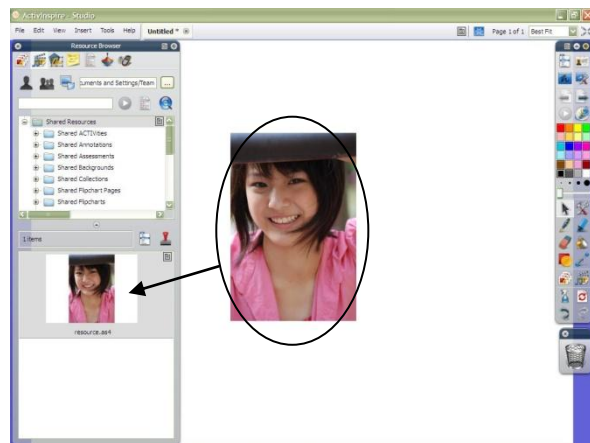 ActivInspire - Studio
File Edit View Insert Tools Help Untitled *
Page 1 of 1 Best Fit
Resource Browser
uments and Settings/Team ...
Shared Resources
Shared ACTIVities
Shared Annotations
Shared Assessments
Shared Backgrounds
Shared Collections
Shared Flipchart Pages
Shared Flipcharts
1 items
resource.as4